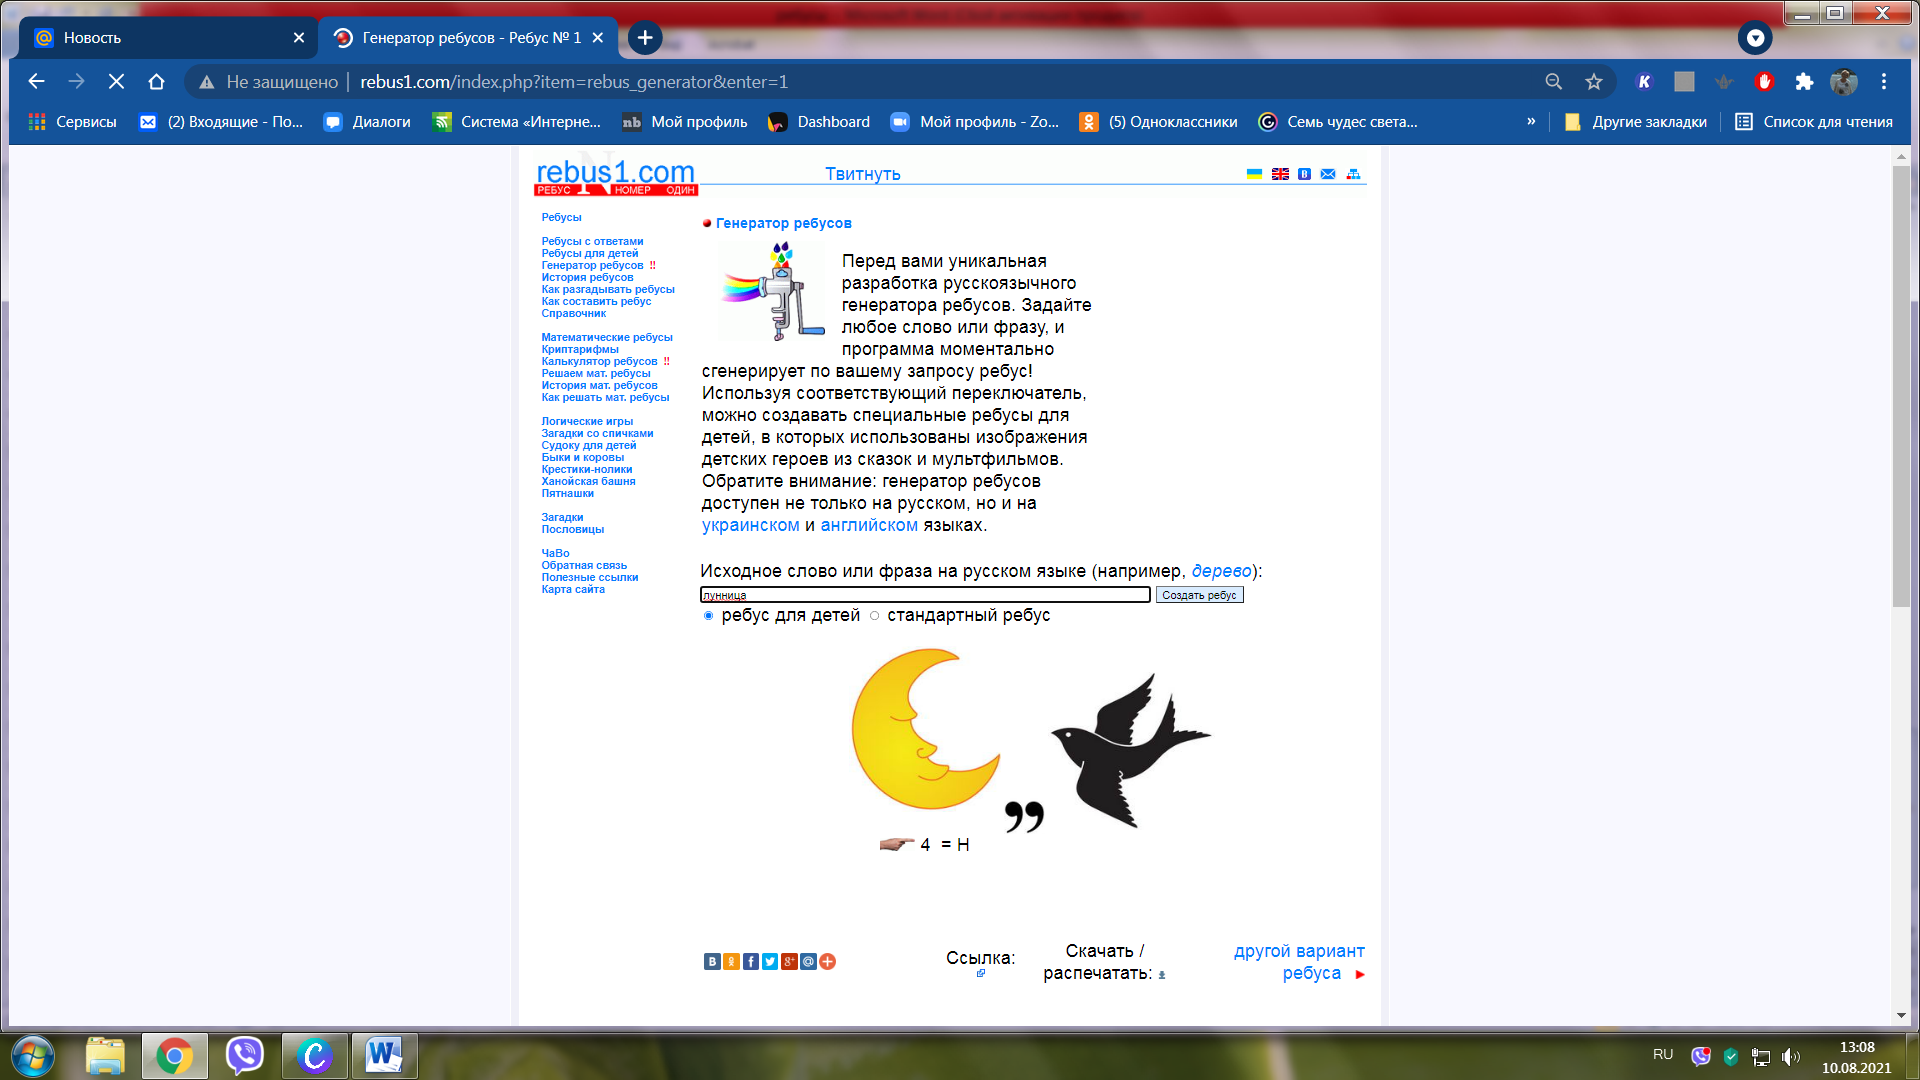 Новость
Генератор ребусов - Ребус № 1
Не защищено | rebus1.com/index.php?item=rebus_generator&enter=1
Сервисы
(2) Входящие - По...
Диалоги
Система «Интерне...
Мой профиль
Dashboard
Мой профиль - Zo...
(5) Одноклассники
Семь чудес света...
»
Другие закладки
Список для чтения
rebus1.com
РЕБУС N НОМЕР ОДИН
Твитнуть
Ребусы
Ребусы с ответами
Ребусы для детей
Генератор ребусов !!
История ребусов
Как разгадывать ребусы
Как составить ребус
Справочник
Математические ребусы
Криптарифмы
Калькулятор ребусов !!
Решаем мат. ребусы
История мат. ребусов
Как решать мат. ребусы
Логические игры
Загадки со спичками
Судоку для детей
Быки и коровы
Крестики-нолики
Ханойская башня
Пятнашки
Загадки
Пословицы
ЧаВо
Обратная связь
Полезные ссылки
Карта сайта
Генератор ребусов
Перед вами уникальная
разработка русскоязычного
генератора ребусов. Задайте
любое слово или фразу, и
программа моментально
сгенерирует по вашему запросу ребус!
Используя соответствующий переключатель,
можно создавать специальные ребусы для
детей, в которых использованы изображения
детских героев из сказок и мультфильмов.
Обратите внимание: генератор ребусов
доступен не только на русском, но и на
украинском и английском языках.
Исходное слово или фраза на русском языке (например, дерево):
лунница
Создать ребус
ребус для детей
стандартный ребус
,,
4 = Н
Ссылка:
Скачать /
распечатать:
другой вариант
ребуса
RU
13:08
10.08.2021